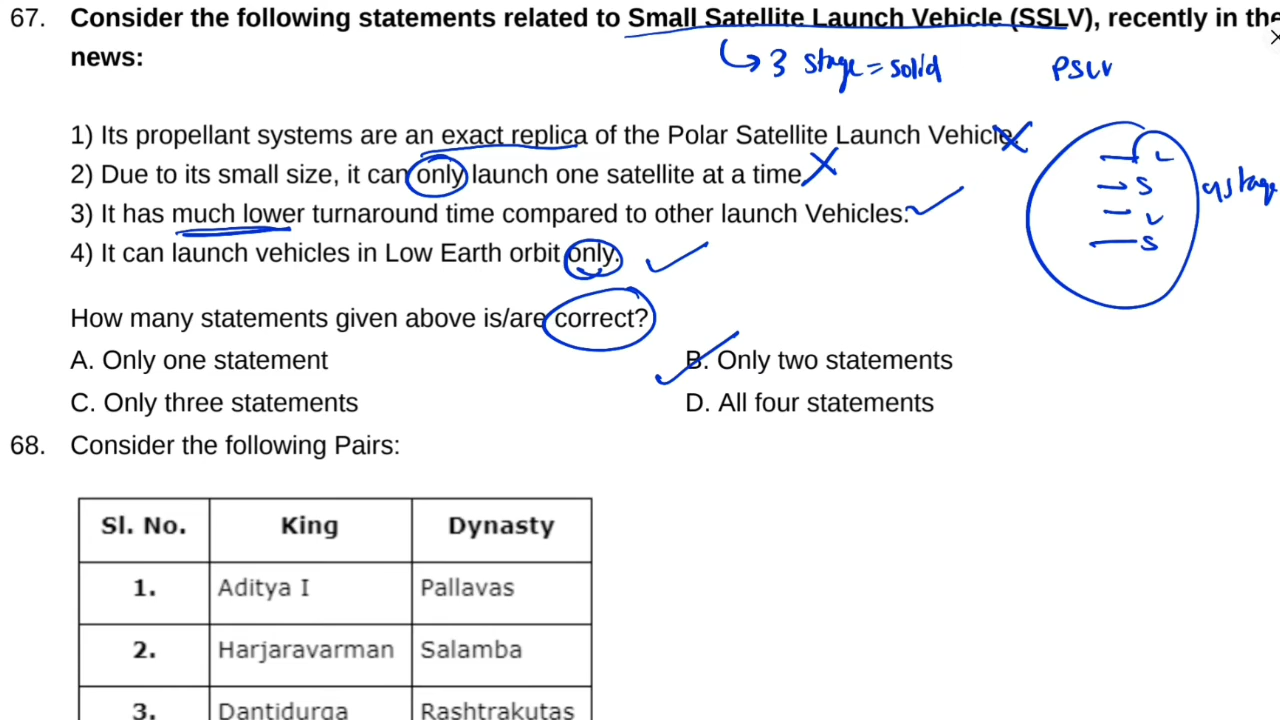 67. Consider the following statements related to Small Satellite Launch Vehicle (SSLV), recently in the
news:
3 stage = solid
PSLV
1) Its propellant systems are an exact replica of the Polar Satellite Launch Vehicle.
2) Due to its small size, it can only launch one satellite at a time.
3) It has much lower turnaround time compared to other launch Vehicles.
4) It can launch vehicles in Low Earth orbit only.
L
S
L
S
4 stage
How many statements given above is/are correct?
A. Only one statement
B. Only two statements
C. Only three statements
D. All four statements
68. Consider the following Pairs:
Sl. No. King Dynasty
1. Aditya I Pallavas
2. Harjaravarman Salamba
3. Dantidurga Rashtrakutas